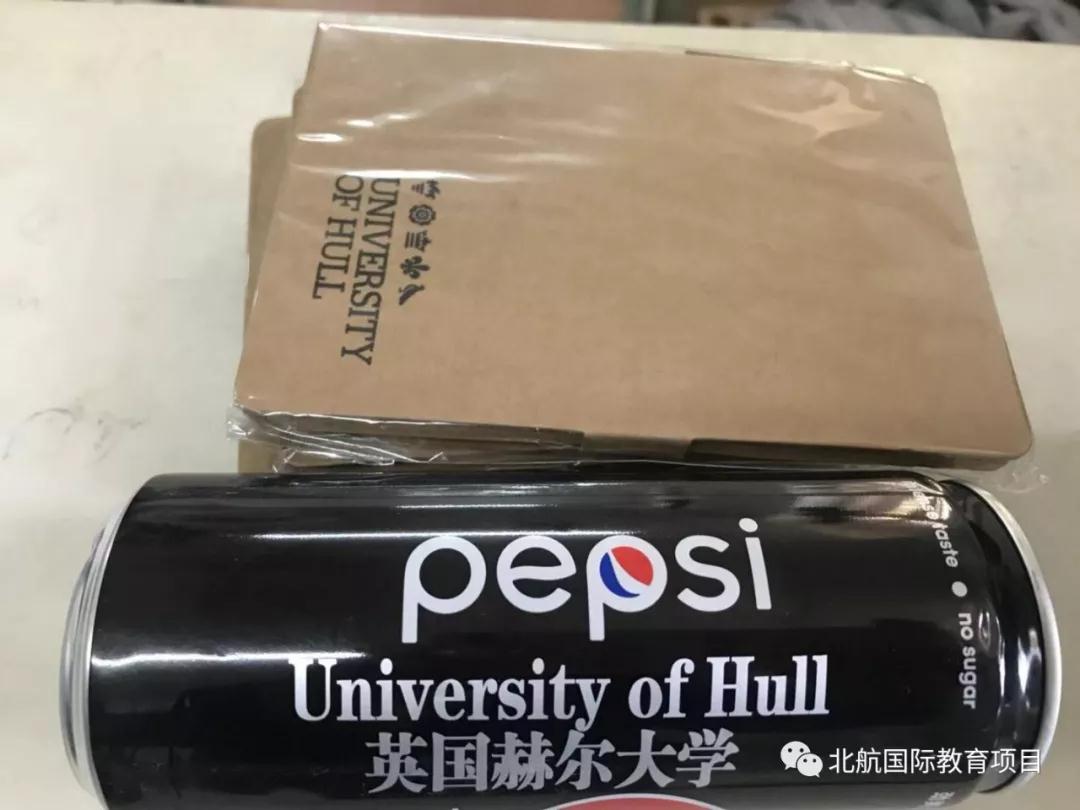 UNIVERSITY
OF HULL
pepsi
University of Hull
英国赫尔大学
taste • no sugar
北航国际教育项目